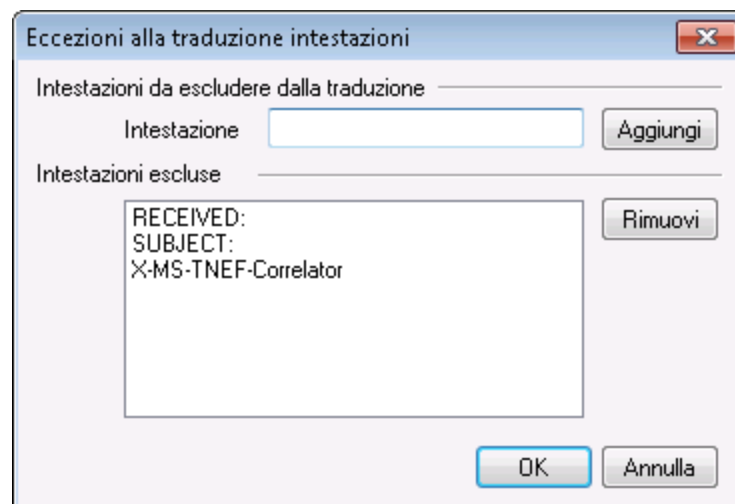 Eccezioni alla traduzione intestazioni
Intestazioni da escludere dalla traduzione
Intestazione
Aggiungi
Intestazioni escluse
RECEIVED:
SUBJECT:
X-MS-TNEF-Correlator
Rimuovi
OK
Annulla